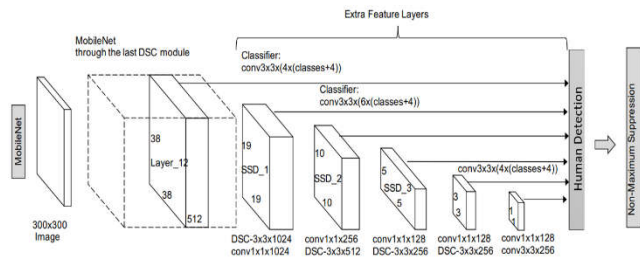 Extra Feature Layers
MobileNet
through the last DSC module
Classifier:
conv3x3x(4x(classes+4))
Classifier:
conv3x3x(6x(classes+4))
MobileNet
38
Layer_12
38
512
19
SSD_1
19
10
SSD_2
10
5
SSD_3
5
conv3x3x(4x(classes+4))
3
3
1
1
Human Detection
Non-Maximum Suppression
300x300
Image
DSC-3x3x1024
conv1x1x1024
conv1x1x256
DSC-3x3x512
conv1x1x128
DSC-3x3x256
conv1x1x128
DSC-3x3x256
conv1x1x128
conv3x3x256